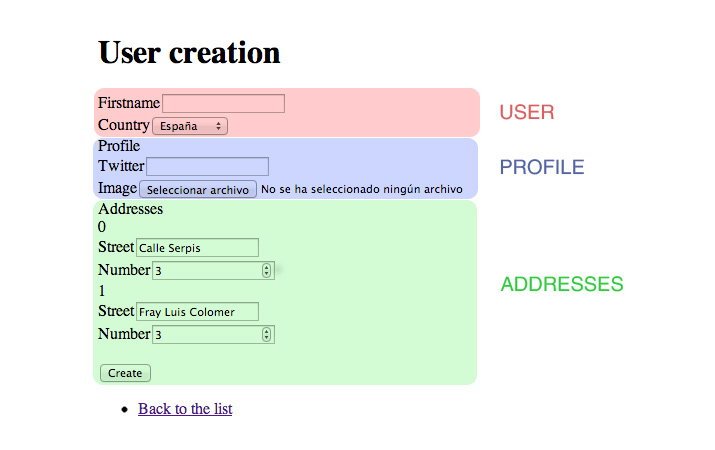 User creation
Firstname
USER
Country España
Profile
Twitter
PROFILE
Image Seleccionar archivo No se ha seleccionado ningún archivo
Addresses
0
Street Calle Serpis
Number 3
ADDRESSES
1
Street Fray Luis Colomer
Number 3
Create
Back to the list